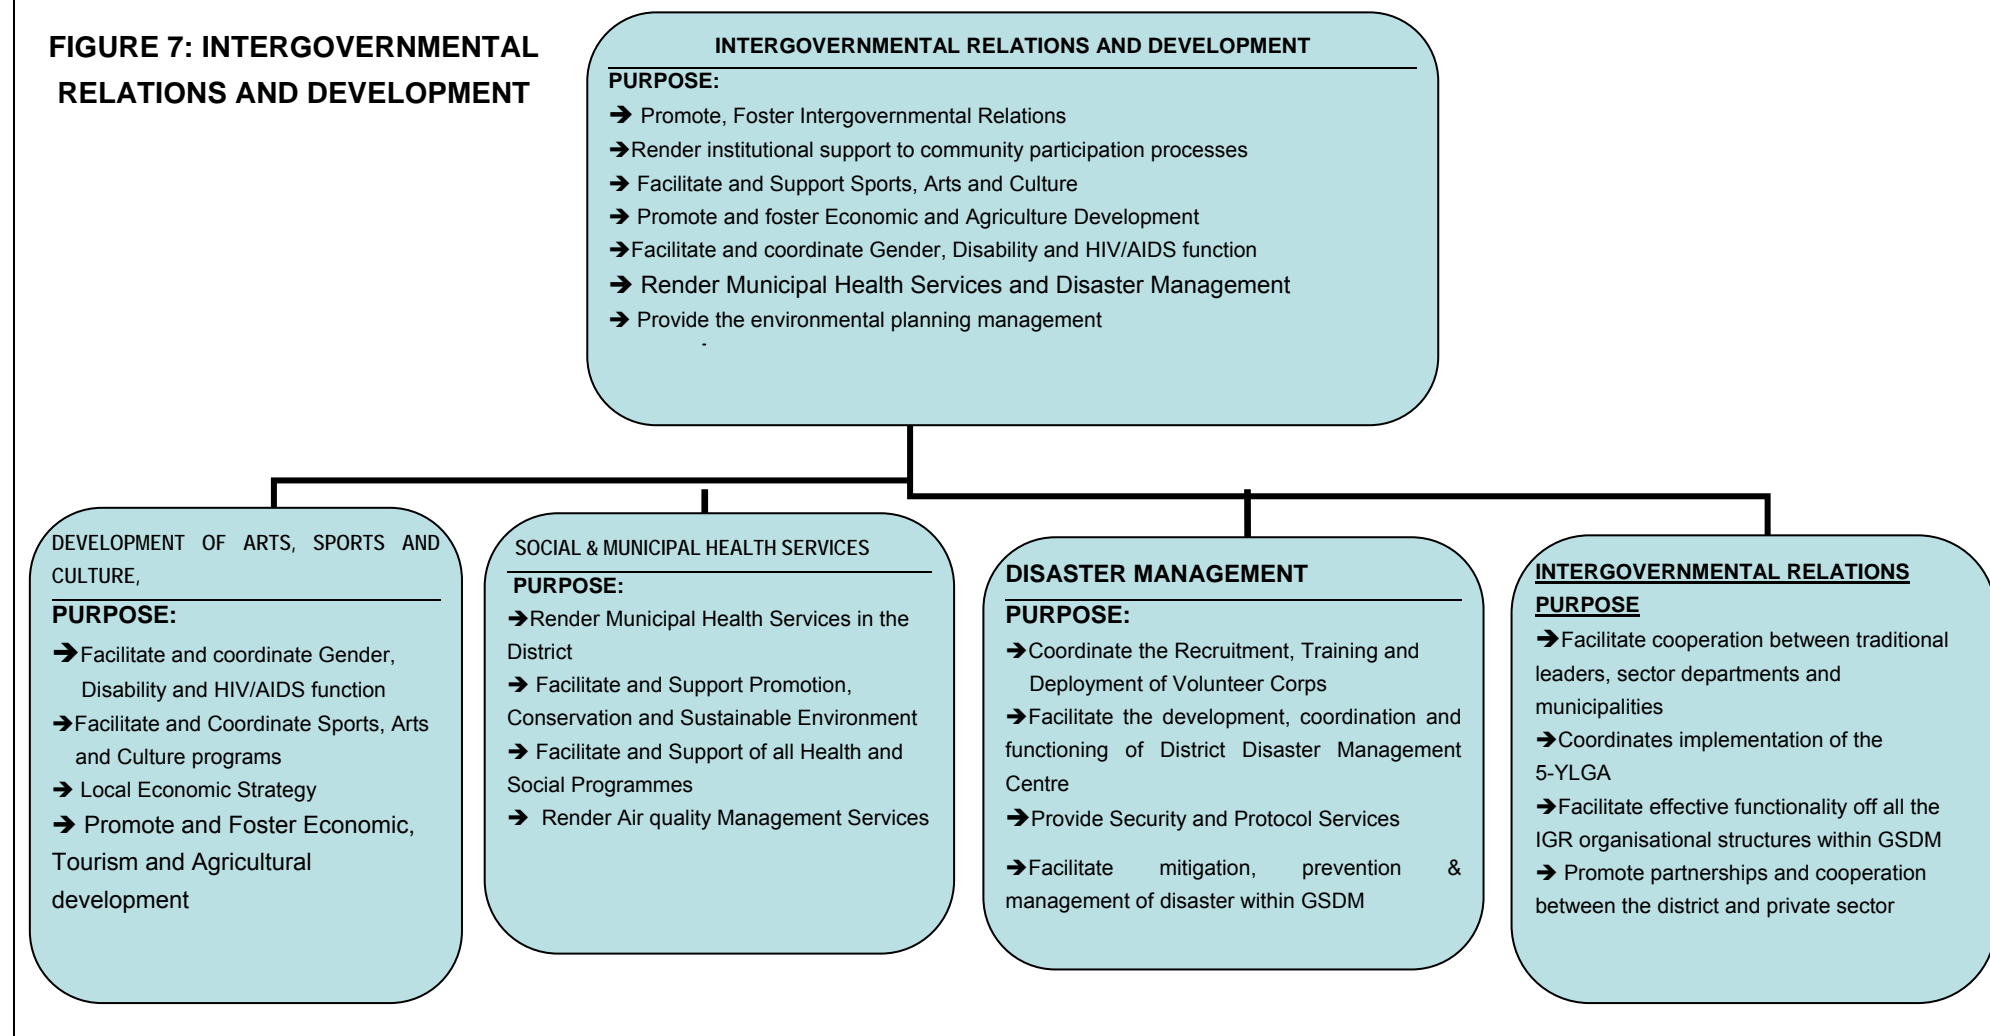 FIGURE 7: INTERGOVERNMENTAL
RELATIONS AND DEVELOPMENT
INTERGOVERNMENTAL RELATIONS AND DEVELOPMENT
PURPOSE:
➔ Promote, Foster Intergovernmental Relations
➔Render institutional support to community participation processes
➔ Facilitate and Support Sports, Arts and Culture
➔ Promote and foster Economic and Agriculture Development
➔Facilitate and coordinate Gender, Disability and HIV/AIDS function
➔ Render Municipal Health Services and Disaster Management
➔ Provide the environmental planning management
DEVELOPMENT OF ARTS, SPORTS AND
CULTURE,
PURPOSE:
➔Facilitate and coordinate Gender,
Disability and HIV/AIDS function
➔Facilitate and Coordinate Sports, Arts
and Culture programs
➔ Local Economic Strategy
➔ Promote and Foster Economic,
Tourism and Agricultural
development
SOCIAL & MUNICIPAL HEALTH SERVICES
PURPOSE:
➔Render Municipal Health Services in the
District
➔ Facilitate and Support Promotion,
Conservation and Sustainable Environment
➔ Facilitate and Support of all Health and
Social Programmes
➔ Render Air quality Management Services
DISASTER MANAGEMENT
PURPOSE:
➔Coordinate the Recruitment, Training and
Deployment of Volunteer Corps
➔Facilitate the development, coordination and
functioning of District Disaster Management
Centre
➔Provide Security and Protocol Services
➔Facilitate mitigation, prevention &
management of disaster within GSDM
INTERGOVERNMENTAL RELATIONS
PURPOSE
➔Facilitate cooperation between traditional
leaders, sector departments and
municipalities
➔Coordinates implementation of the
5-YLGA
➔Facilitate effective functionality off all the
IGR organisational structures within GSDM
➔ Promote partnerships and cooperation
between the district and private sector